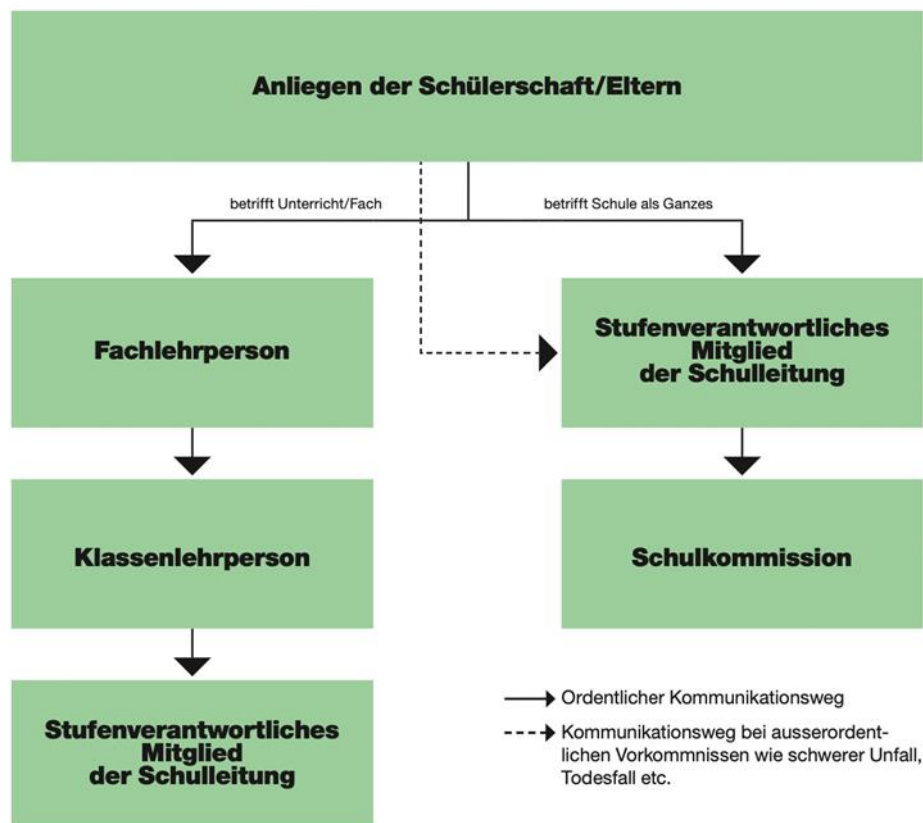 Anliegen der Schülerschaft/Eltern
betrifft Unterricht/Fach
betrifft Schule als Ganzes
Fachlehrperson
Stufenverantwortliches
Mitglied
der Schulleitung
Klassenlehrperson
Schulkommission
Stufenverantwortliches
Mitglied
der Schulleitung
Ordentlicher Kommunikationsweg
Kommunikationsweg bei ausserordent-
lichen Vorkommnissen wie schwerer Unfall,
Todesfall etc.